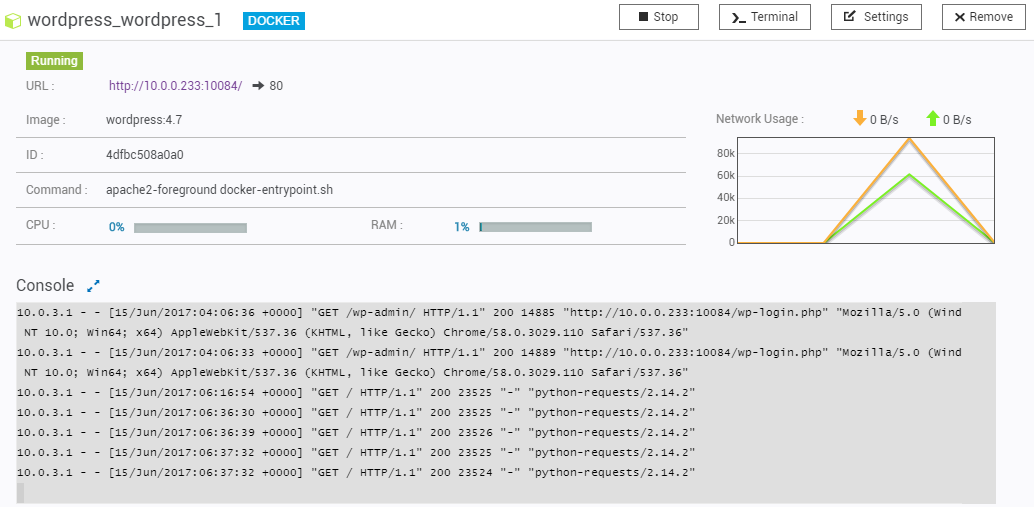 wordpress_wordpress_1 DOCKER Stop Terminal Settings Remove
Running
URL : http://10.0.0.233:10084/ 80
Image : wordpress:4.7
ID : 4dfbc508a0a0
Command : apache2-foreground docker-entrypoint.sh
CPU : 0% RAM : 1%
Network Usage : 0 B/s 0 B/s
80k
60k
40k
20k
0
Console
10.0.3.1 - - [15/Jun/2017:04:06:36 +0000] "GET /wp-admin/ HTTP/1.1" 200 14885 "http://10.0.0.233:10084/wp-login.php" "Mozilla/5.0 (Wind
NT 10.0; Win64; x64) AppleWebKit/537.36 (KHTML, like Gecko) Chrome/58.0.3029.110 Safari/537.36"
10.0.3.1 - - [15/Jun/2017:04:06:33 +0000] "GET /wp-admin/ HTTP/1.1" 200 14889 "http://10.0.0.233:10084/wp-login.php" "Mozilla/5.0 (Wind
NT 10.0; Win64; x64) AppleWebKit/537.36 (KHTML, like Gecko) Chrome/58.0.3029.110 Safari/537.36"
10.0.3.1 - - [15/Jun/2017:06:16:54 +0000] "GET / HTTP/1.1" 200 23525 "-" "python-requests/2.14.2"
10.0.3.1 - - [15/Jun/2017:06:36:30 +0000] "GET / HTTP/1.1" 200 23525 "-" "python-requests/2.14.2"
10.0.3.1 - - [15/Jun/2017:06:36:39 +0000] "GET / HTTP/1.1" 200 23526 "-" "python-requests/2.14.2"
10.0.3.1 - - [15/Jun/2017:06:37:32 +0000] "GET / HTTP/1.1" 200 23525 "-" "python-requests/2.14.2"
10.0.3.1 - - [15/Jun/2017:06:37:32 +0000] "GET / HTTP/1.1" 200 23524 "-" "python-requests/2.14.2"